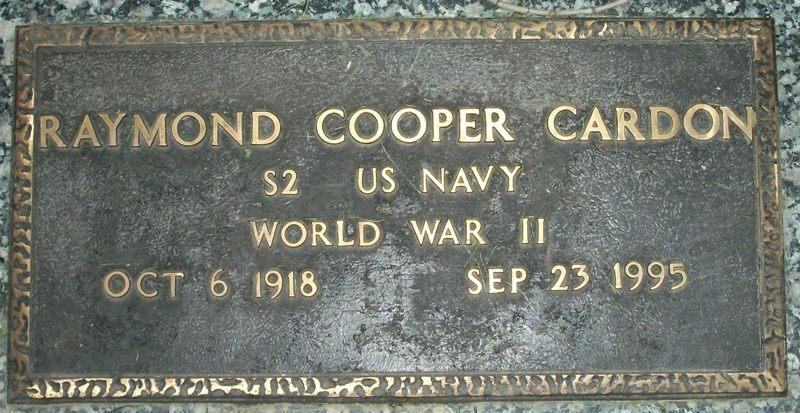 RAYMOND COOPER CARDON
S2 US NAVY
WORLD WAR II
OCT 6 1918 SEP 23 1995